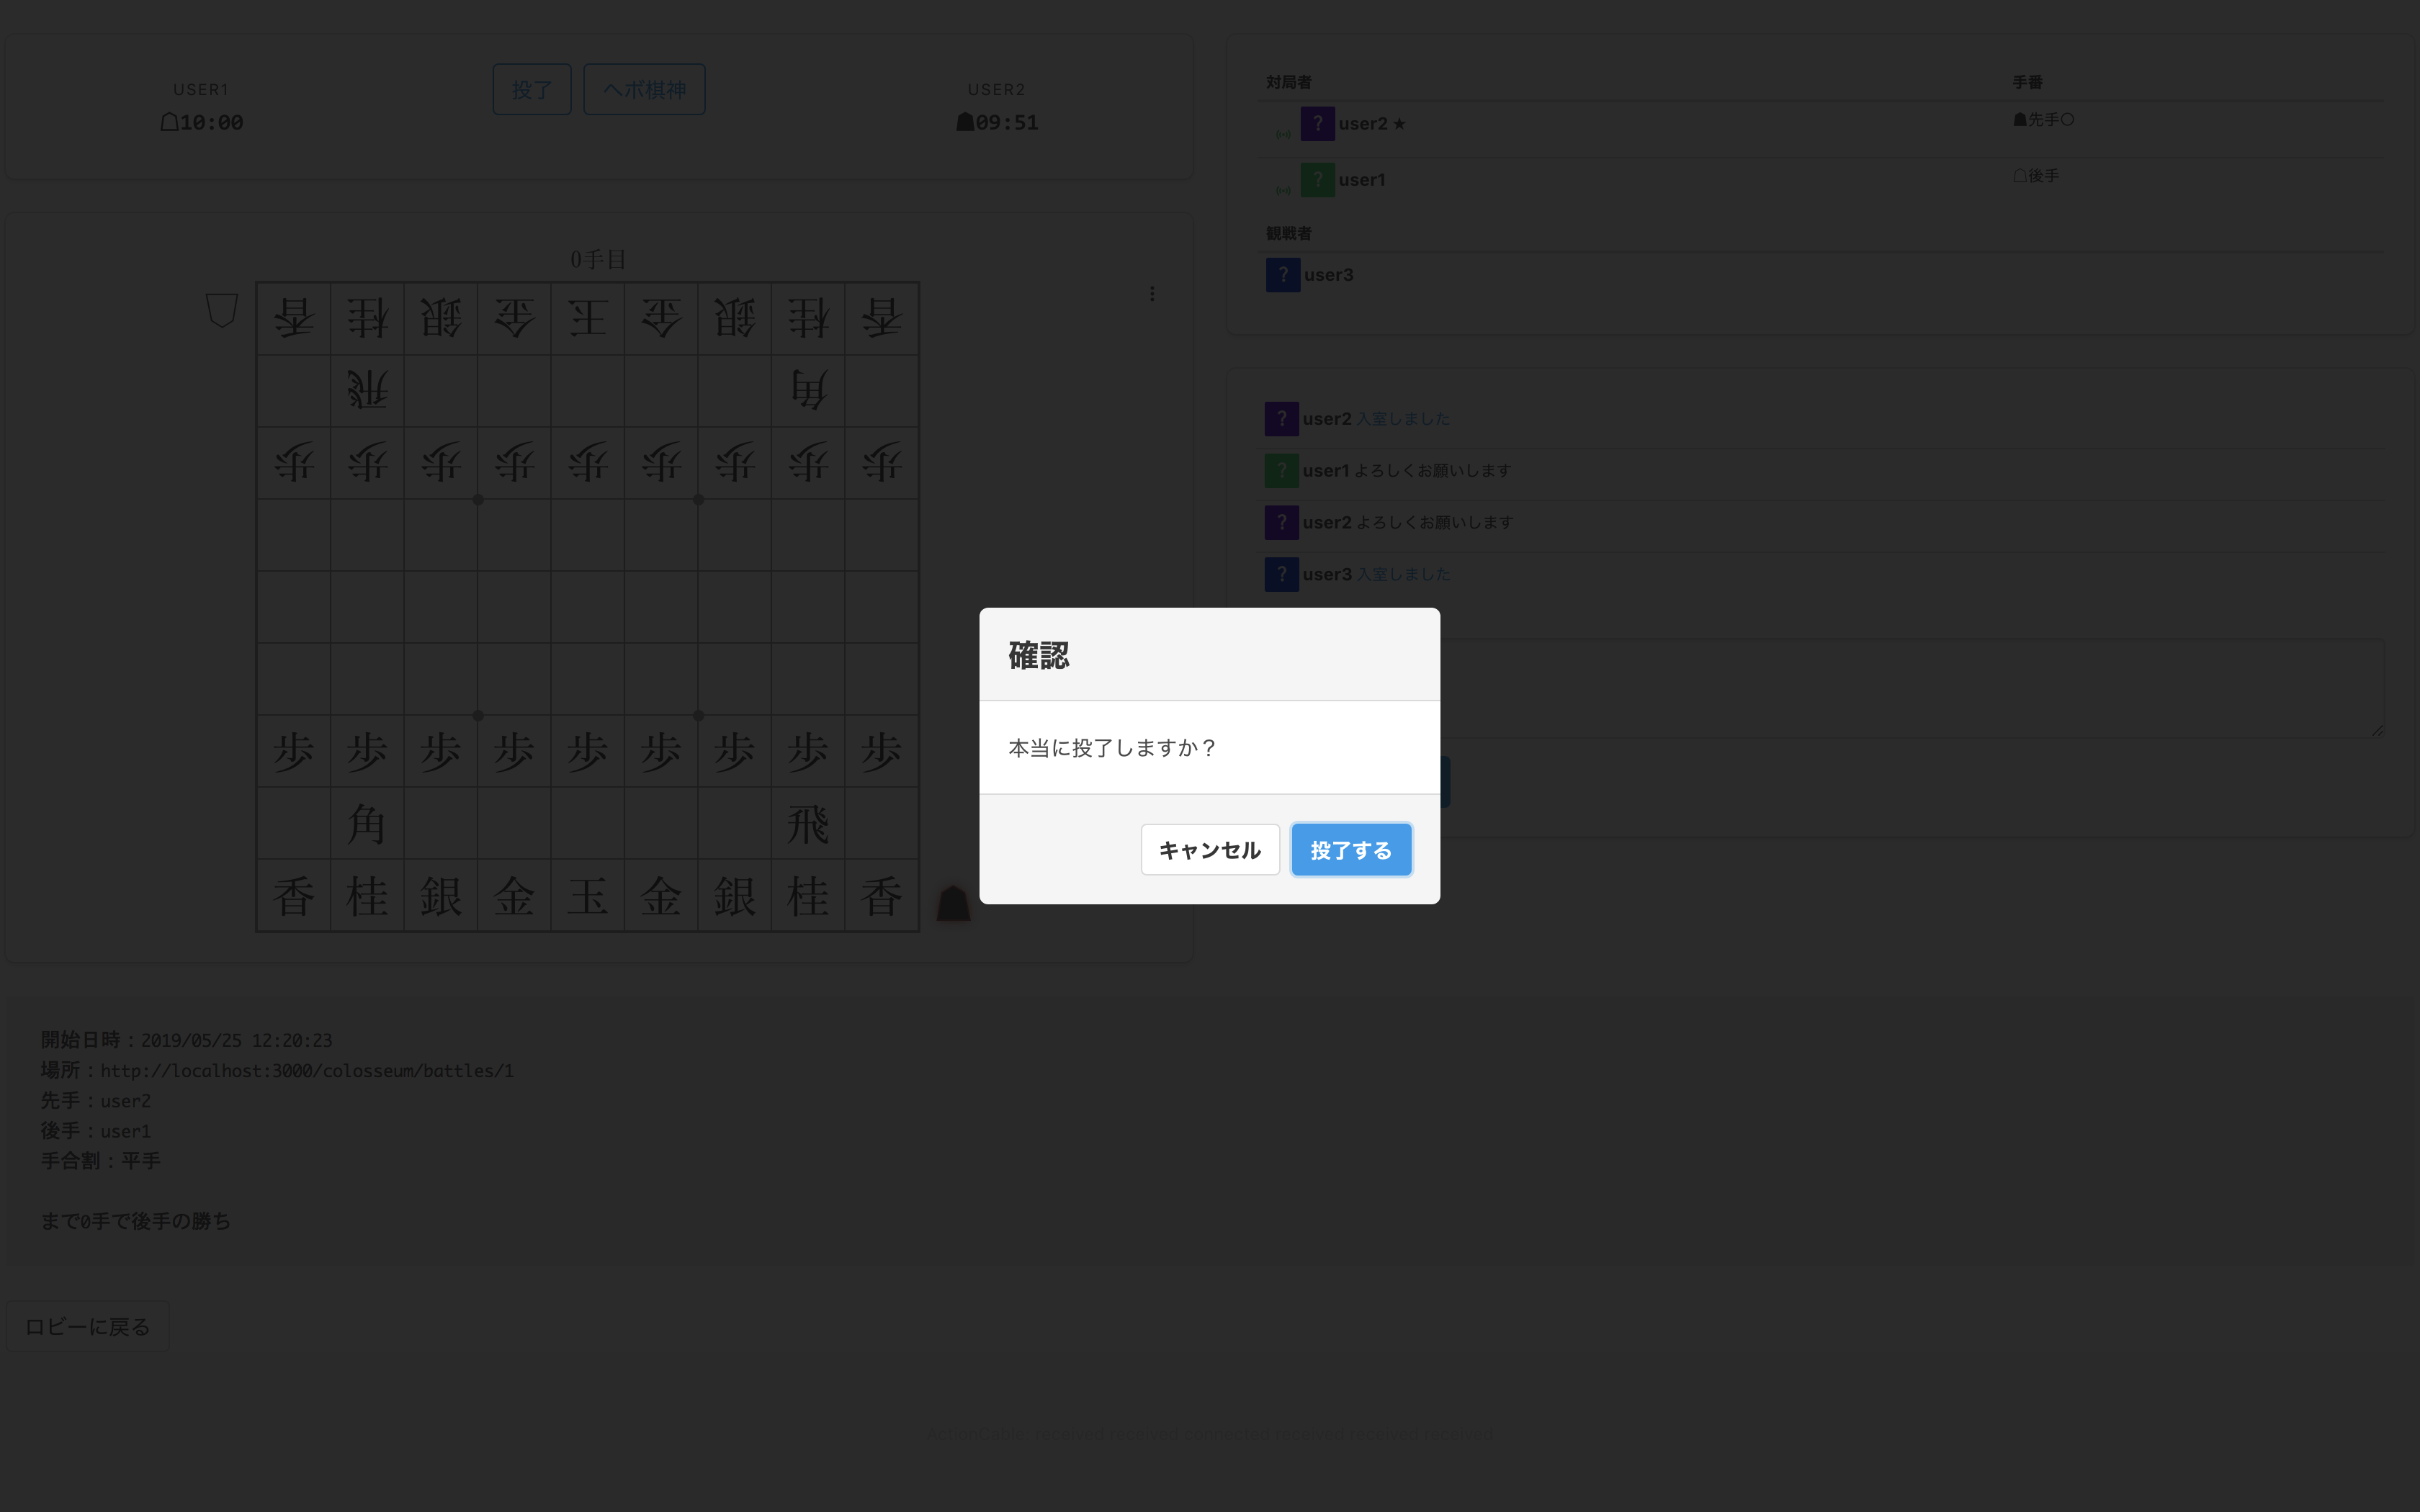 USER1
☖10:00
投了
ヘボ棋神
USER2
☗09:51
0手目
香 桂 銀 金 玉 金 銀 桂 香
飛 角
歩 歩 歩 歩 歩 歩 歩 歩 歩
歩 歩 歩 歩 歩 歩 歩 歩 歩
角 飛
香 桂 銀 金 玉 金 銀 桂 香
対局者 手番
? user2 ★ ☗先手○
? user1 ☖後手
観戦者
? user3
? user2 入室しました
? user1 よろしくお願いします
? user2 よろしくお願いします
? user3 入室しました
確認
本当に投了しますか？
キャンセル
投了する
開始日時：2019/05/25 12:20:23
場所：http://localhost:3000/colosseum/battles/1
先手：user2
後手：user1
手合割：平手
まで0手で後手の勝ち
ロビーに戻る
ActionCable: received received connected received received received